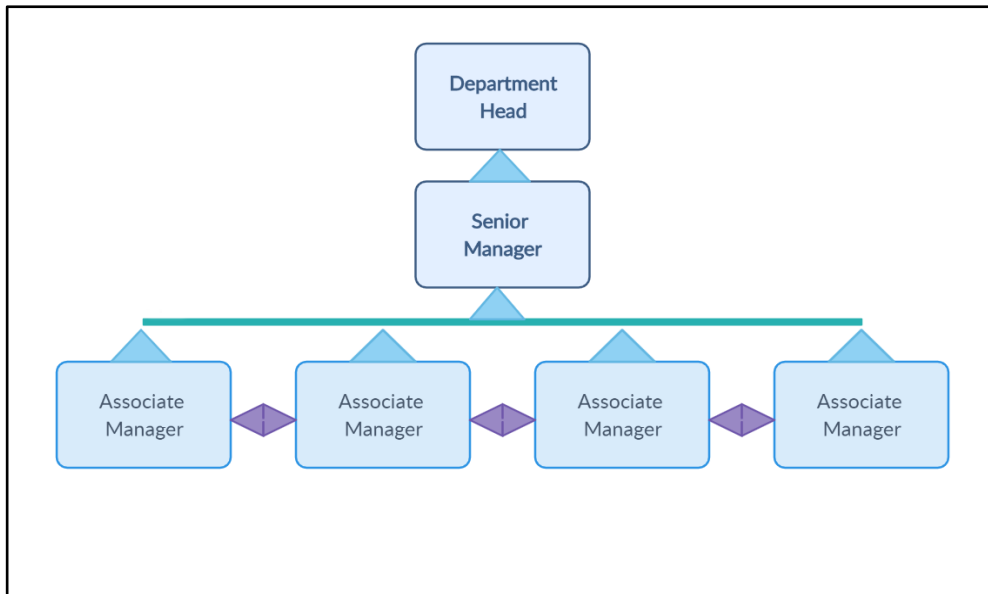 Department
Head
Senior
Manager
Associate
Manager
Associate
Manager
Associate
Manager
Associate
Manager